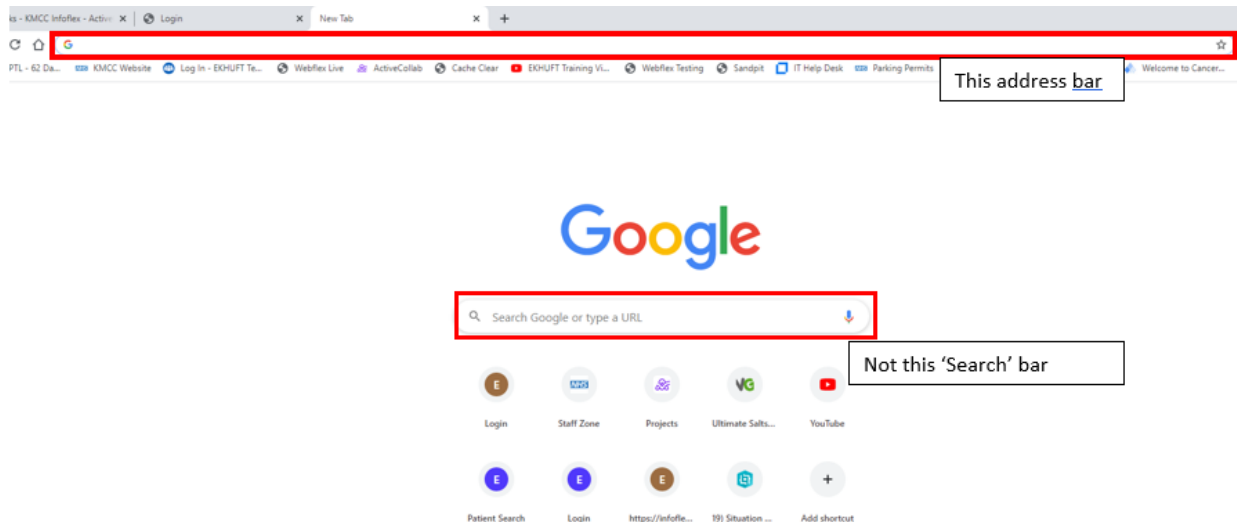 ks - KMCC Infoflex - Active Login New Tab
PTL - 62 Da... KMCC Website Log In - EKHUFT Te... Webflex Live ActiveCollab Cache Clear EKHUFT Training Vi... Webflex Testing Sandpit IT Help Desk Parking Permits Welcome to Cancer...
This address bar
Google
Search Google or type a URL
Not this ‘Search’ bar
E NHS VG
Login Staff Zone Projects Ultimate Salts... YouTube
E E E
Patient Search Login https://infofle... 19) Situation ... Add shortcut